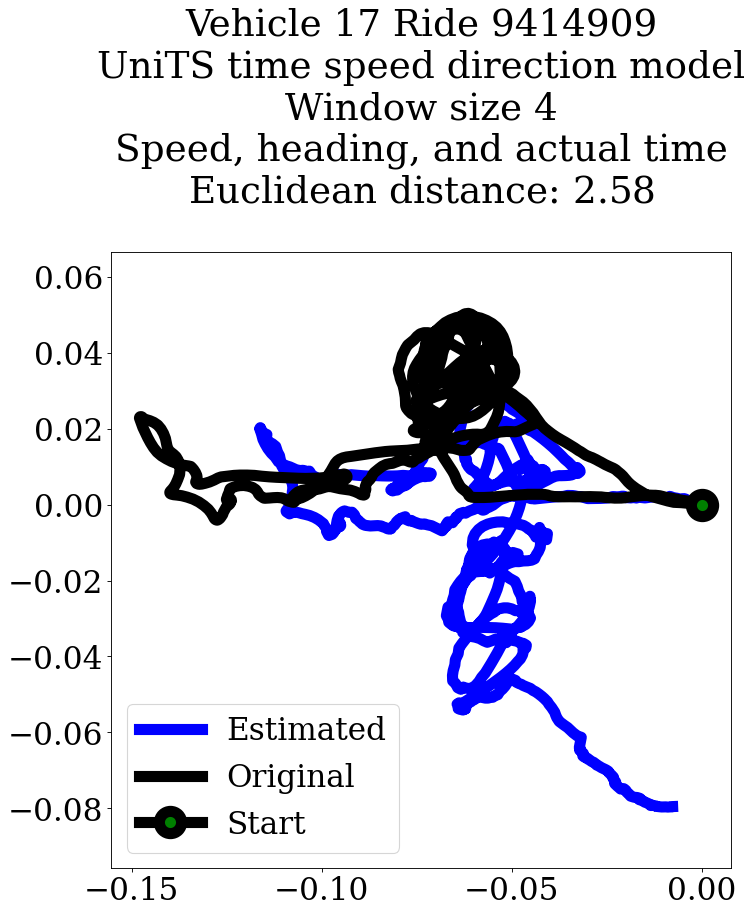 Vehicle 17 Ride 9414909
UniTS time speed direction model
Window size 4
Speed, heading, and actual time
Euclidean distance: 2.58
0.06
0.04
0.02
0.00
−0.02
−0.04
−0.06
−0.08
Estimated
Original
Start
−0.15
−0.10
−0.05
0.00